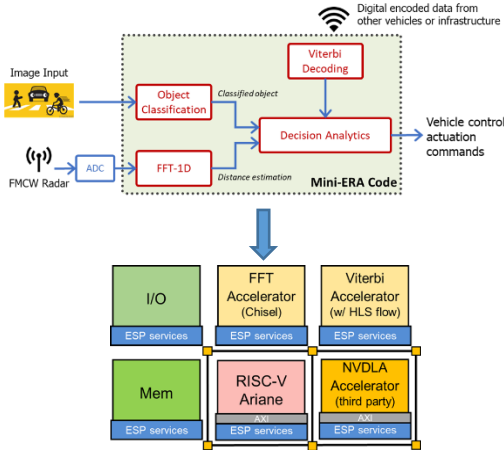 Digital encoded data from
other vehicles or infrastructure
Image Input
Object
Classification
Classified object
Viterbi
Decoding
Decision Analytics
Vehicle control
actuation
commands
FMCW Radar
ADC
FFT-1D
Distance estimation
Mini-ERA Code
I/O
ESP services
FFT
Accelerator
(Chisel)
ESP services
Viterbi
Accelerator
(w/ HLS flow)
ESP services
Mem
ESP services
RISC-V
Ariane
AXI
ESP services
NVDLA
Accelerator
(third party)
AXI
ESP services